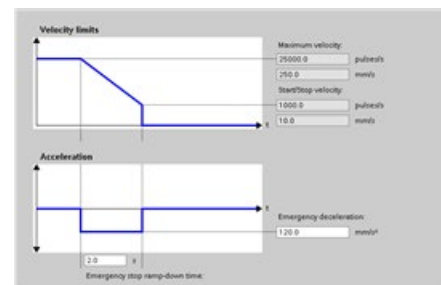 Velocity limits
Maximum velocity:
25000.0 pulses/s
250.0 mm/s
Start/Stop velocity:
1000.0 pulses/s
10.0 mm/s
t
Acceleration
t
Emergency deceleration:
120.0 mm/s²
2.0 s
Emergency stop ramp-down time: